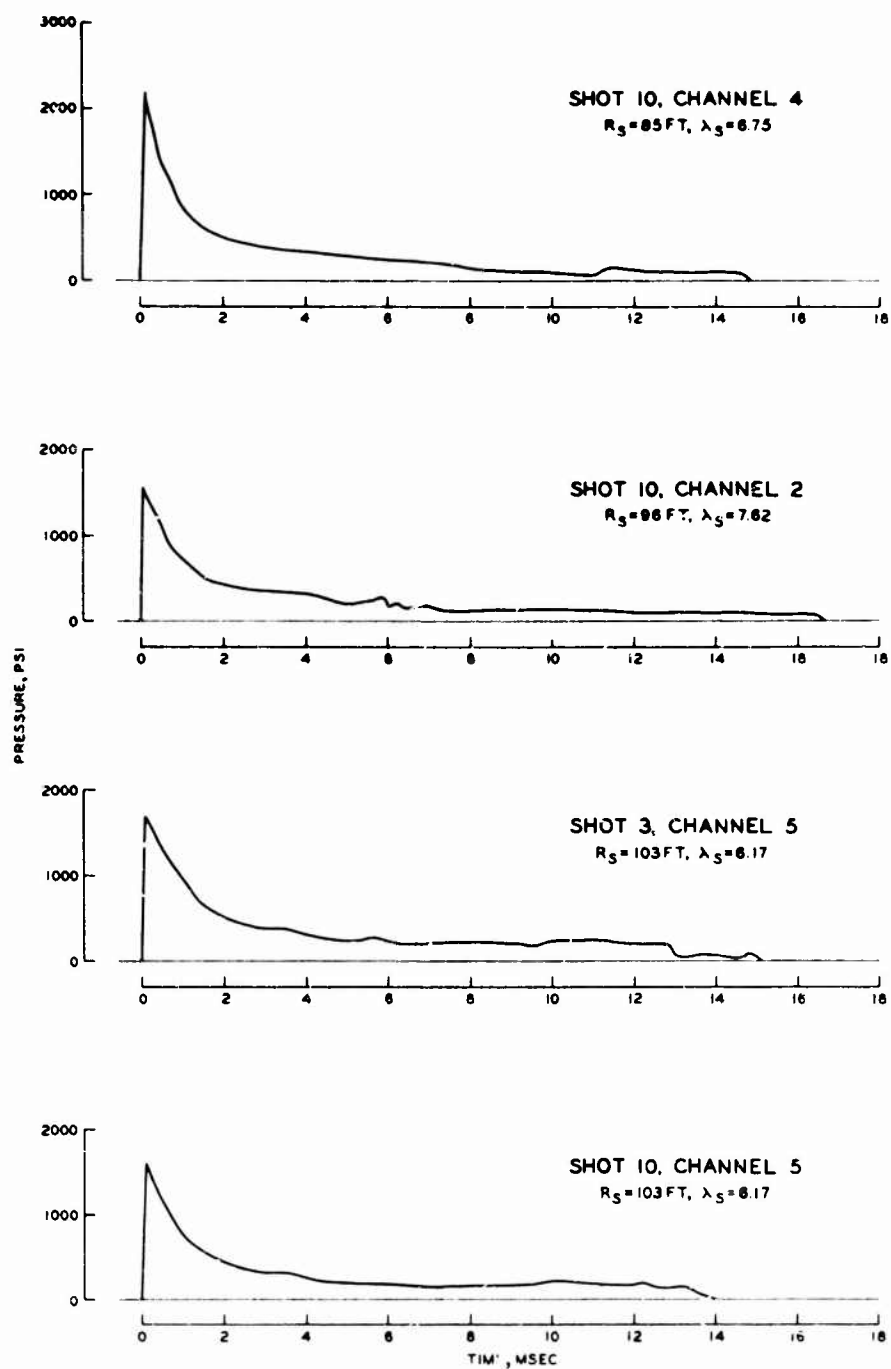 3000
2000
1000
0
SHOT 10, CHANNEL 4
RS=85FT, λS=6.75
0 2 4 6 8 10 12 14 16 18
2000
1000
0
SHOT 10, CHANNEL 2
RS=96FT, λS=7.62
0 2 4 6 8 10 12 14 16 18
PRESSURE, PSI
2000
1000
0
SHOT 3, CHANNEL 5
RS=103FT, λS=6.17
0 2 4 6 8 10 12 14 16 18
2000
1000
0
SHOT 10, CHANNEL 5
RS=103FT, λS=6.17
0 2 4 6 8 10 12 14 16 18
TIM', MSEC